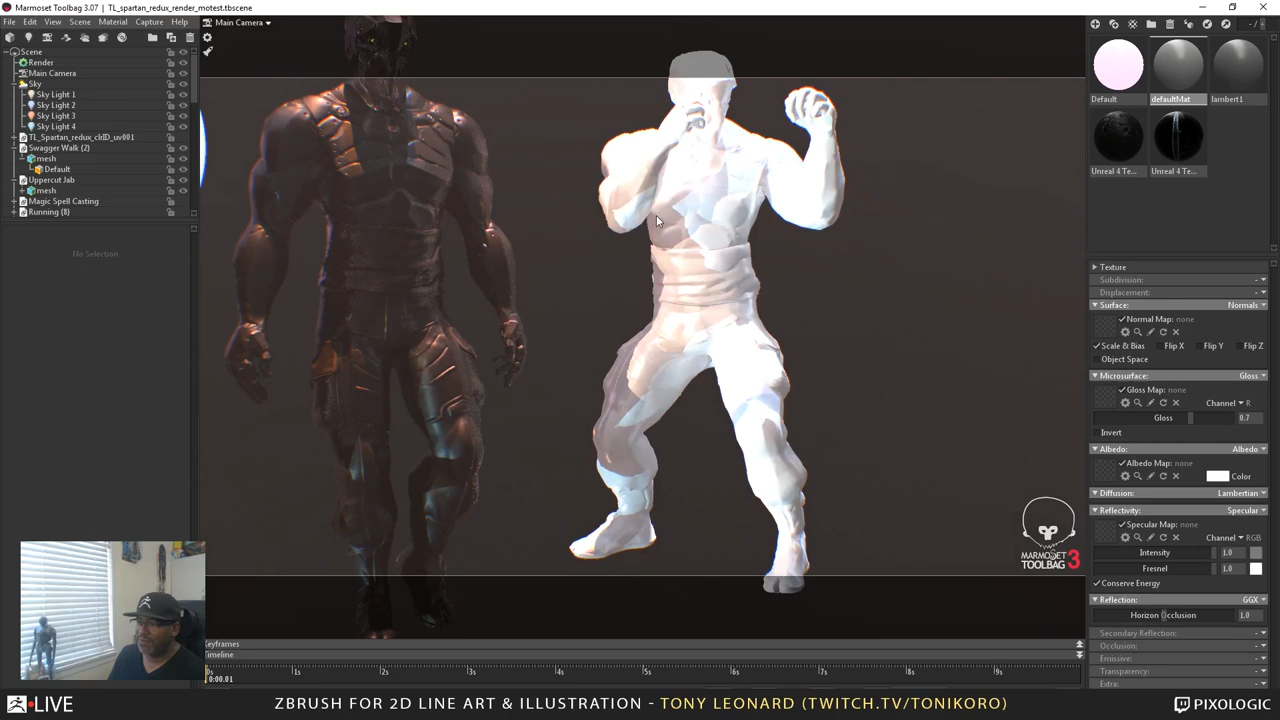 Marmoset Toolbag 3.07 | TL_spartan_redux_render_motest.tbscene
File Edit View Scene Material Capture Help
Main Camera
Scene
Render
Main Camera
Sky
Sky Light 1
Sky Light 2
Sky Light 3
Sky Light 4
TL_Spartan_redux_clrID_uv001
Swagger Walk (2)
mesh
Default
Uppercut Jab
mesh
Magic Spell Casting
Running (8)
No Selection
Default defaultMat lambert1
Unreal 4 Te... Unreal 4 Te...
Texture
Subdivision:
Displacement:
Surface: Normals
Normal Map: none
Scale & Bias Flip X Flip Y Flip Z
Object Space
Microsurface: Gloss
Gloss Map: none
Channel R
Gloss 0.7
Invert
Albedo: Albedo
Albedo Map: none
Color
Diffusion: Lambertian
Reflectivity: Specular
Specular Map: none
Channel RGB
Intensity 1.0
Fresnel 1.0
Conserve Energy
Reflection: GGX
Horizon Occlusion 1.0
Secondary Reflection:
Occlusion:
Emissive:
Transparency:
Extra:
MARMOSET
TOOLBAG 3
Keyframes
Timeline
1s 2s 3s 4s 5s 6s 7s 8s 9s
0:00.01
LIVE
ZBRUSH FOR 2D LINE ART & ILLUSTRATION - TONY LEONARD (TWITCH.TV/TONIKORO)
PIXOLOGIC